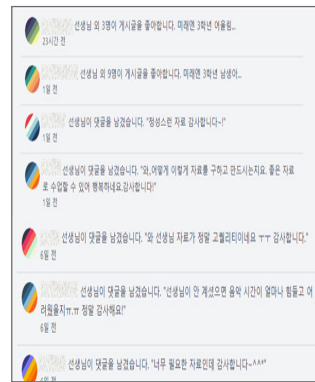 선생님 외 3명이 게시글을 좋아합니다. 미래엔 3학년 어울림...
23시간 전
선생님 외 9명이 게시글을 좋아합니다. 미래엔 3학년 남생아...
1일 전
선생님이 댓글을 남겼습니다. "정성스런 자료 감사합니다~!"
1일 전
선생님이 댓글을 남겼습니다. "와,어떻게 이렇게 자료를 구하고 만드시는지요. 좋은 자료
로 수업할 수 있어 행복하네요.감사합니다!"
1일 전
선생님이 댓글을 남겼습니다. "와 선생님 자료가 정말 고퀄리티이네요 ㅜㅜ 감사합니다."
6일 전
선생님이 댓글을 남겼습니다. "선생님이 안 계셨으면 음악 시간이 얼마나 힘들고 어
려웠을지ㅠ.ㅠ 정말 감사해요!"
6일 전
선생님이 댓글을 남겼습니다. "너무 필요한 자료인데 감사합니다~^^*"
6일 전